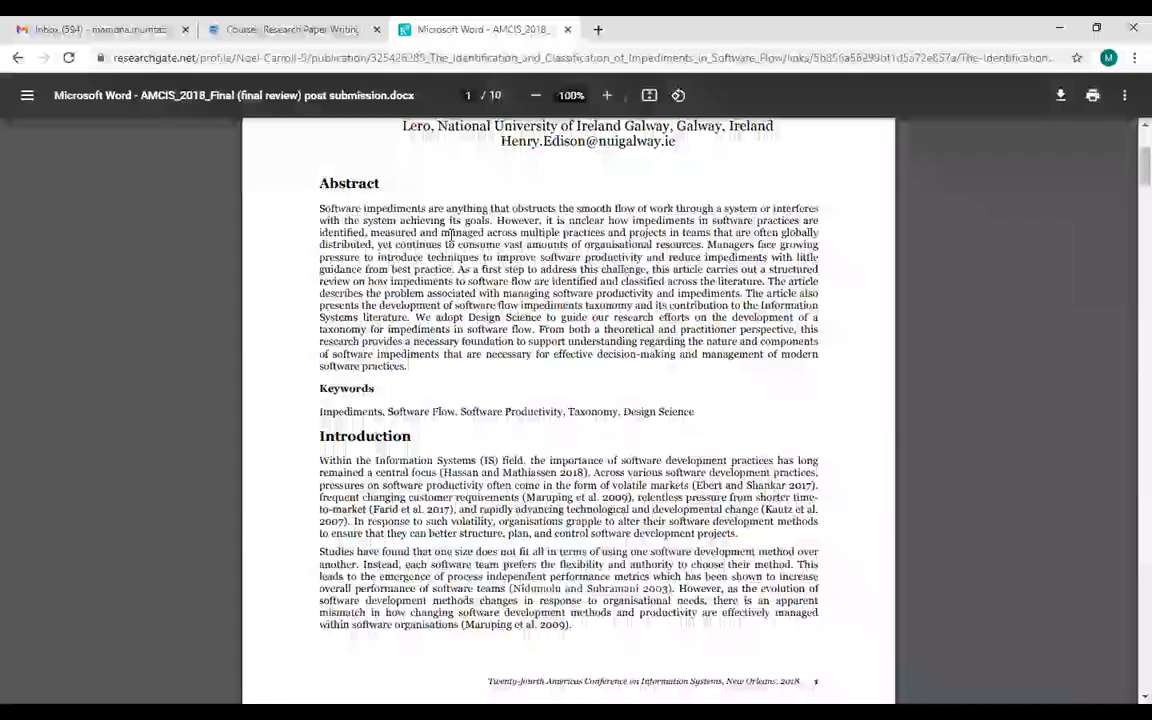 Inbox (594) - mamona.mumtaz
Course: Research Paper Writing
Microsoft Word - AMCIS_2018_
researchgate.net/profile/Noel-Carroll-5/publication/325426285_The_Identification_and_Classification_of_Impediments_in_Software_Flow/links/
M
Microsoft Word - AMCIS_2018_Final (final review) post submission.docx 1 / 10 100%
Lero, National University of Ireland Galway, Galway, Ireland
Henry.Edison@nuigalway.ie
Abstract
Software impediments are anything that obstructs the smooth flow of work through a system or interferes
with the system achieving its goals. However, it is unclear how impediments in software practices are
identified, measured and managed across multiple practices and projects in teams that are often globally
distributed, yet continues to consume vast amounts of organisational resources. Managers face growing
pressure to introduce techniques to improve software productivity and reduce impediments with little
guidance from best practice. As a first step to address this challenge, this article carries out a structured
review on how impediments to software flow are identified and classified across the literature. The article
describes the problem associated with managing software productivity and impediments. The article also
presents the development of software flow impediments taxonomy and its contribution to the Information
Systems literature. We adopt Design Science to guide our research efforts on the development of a
taxonomy for impediments in software flow. From both a theoretical and practitioner perspective, this
research provides a necessary foundation to support understanding regarding the nature and components
of software impediments that are necessary for effective decision-making and management of modern
software practices.
Keywords
Impediments, Software Flow, Software Productivity, Taxonomy, Design Science
Introduction
Within the Information Systems (IS) field, the importance of software development practices has long
remained a central focus (Hassan and Mathiassen 2018). Across various software development practices,
pressures on software productivity often come in the form of volatile markets (Ebert and Shankar 2017),
frequent changing customer requirements (Maruping et al. 2009), relentless pressure from shorter time-
to-market (Farid et al. 2017), and rapidly advancing technological and developmental change (Kautz et al.
2007). In response to such volatility, organisations grapple to alter their software development methods
to ensure that they can better structure, plan, and control software development projects.
Studies have found that one size does not fit all in terms of using one software development method over
another. Instead, each software team prefers the flexibility and authority to choose their method. This
leads to the emergence of process independent performance metrics which has been shown to increase
overall performance of software teams (Nidumolu and Subramani 2003). However, as the evolution of
software development methods changes in response to organisational needs, there is an apparent
mismatch in how changing software development methods and productivity are effectively managed
within software organisations (Maruping et al. 2009).
Twenty-fourth Americas Conference on Information Systems, New Orleans, 2018 1